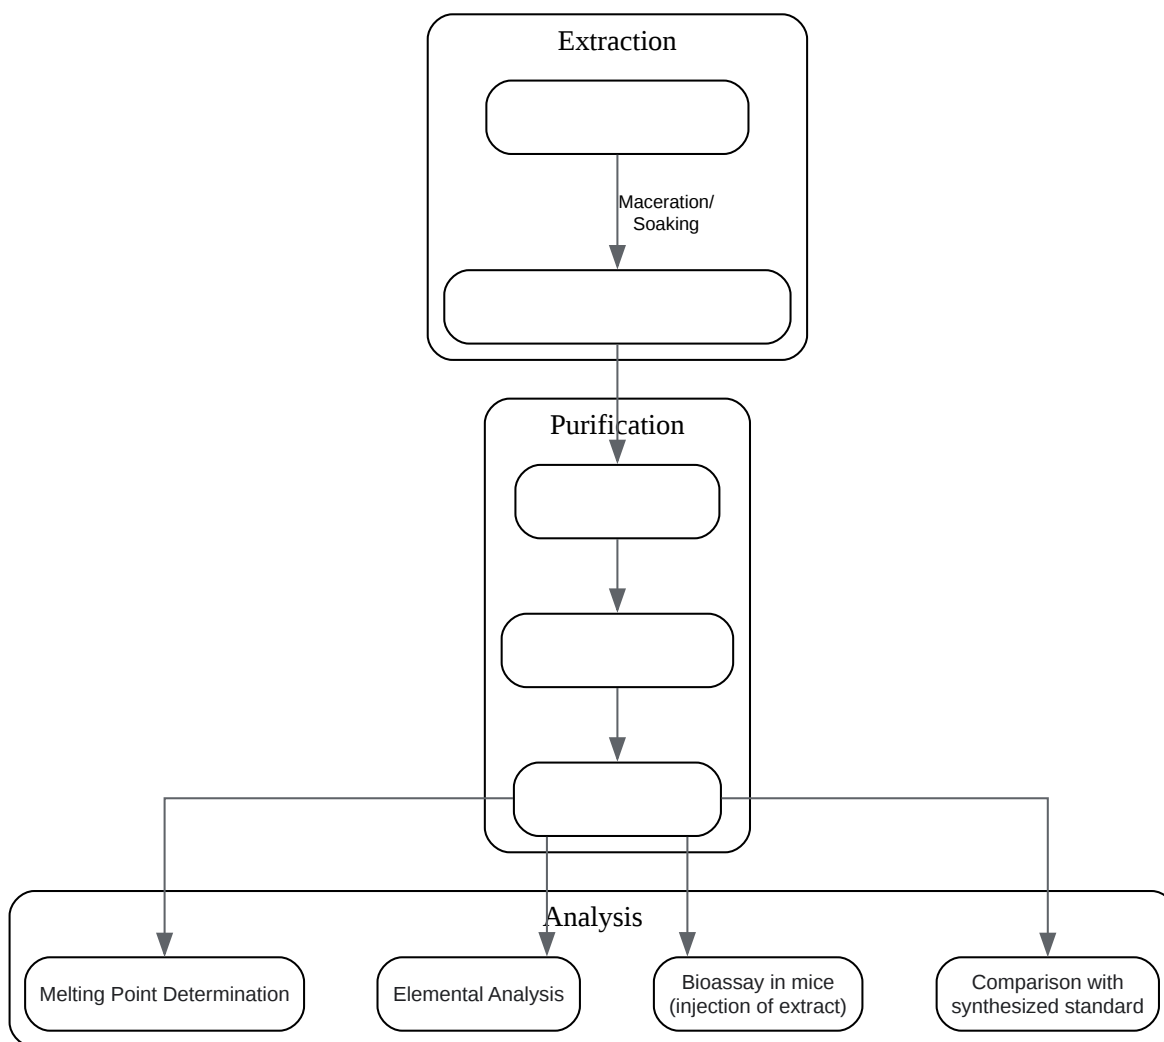 Extraction
Maceration/
Soaking
Purification
Analysis
Melting Point Determination
Elemental Analysis
Bioassay in mice
(injection of extract)
Comparison with
synthesized standard